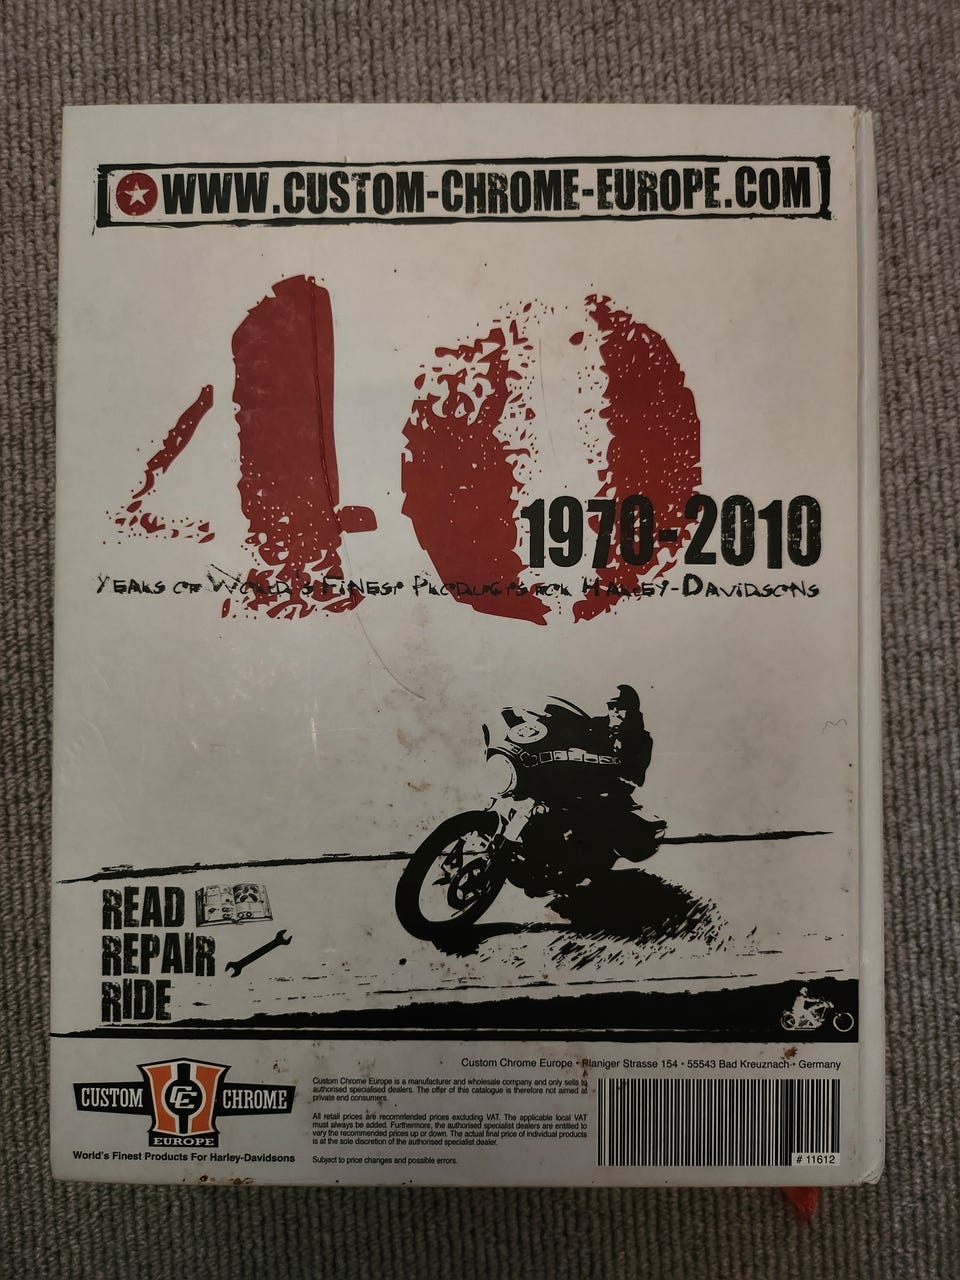 WWW.CUSTOM-CHROME-EUROPE.COM
40
1970-2010
YEARS OF WORLD'S FINEST PRODUCTS FOR HARLEY-DAVIDSONS
READ
REPAIR
RIDE
Custom Chrome Europe • Planiger Strasse 154 • 55543 Bad Kreuznach • Germany
CUSTOM CCE CHROME
EUROPE
World's Finest Products For Harley-Davidsons
Custom Chrome Europe is a manufacturer and wholesale company and only sells to
authorised specialised dealers. The offer of this catalogue is therefore not aimed at
private end consumers.
All retail prices are recommended prices excluding VAT. The applicable local VAT
must always be added. Furthermore, the authorised specialist dealers are entitled to
vary the recommended prices up or down. The actual final price of individual products
is at the sole discretion of the authorised specialist dealer.
Subject to price changes and possible errors.
# 11612